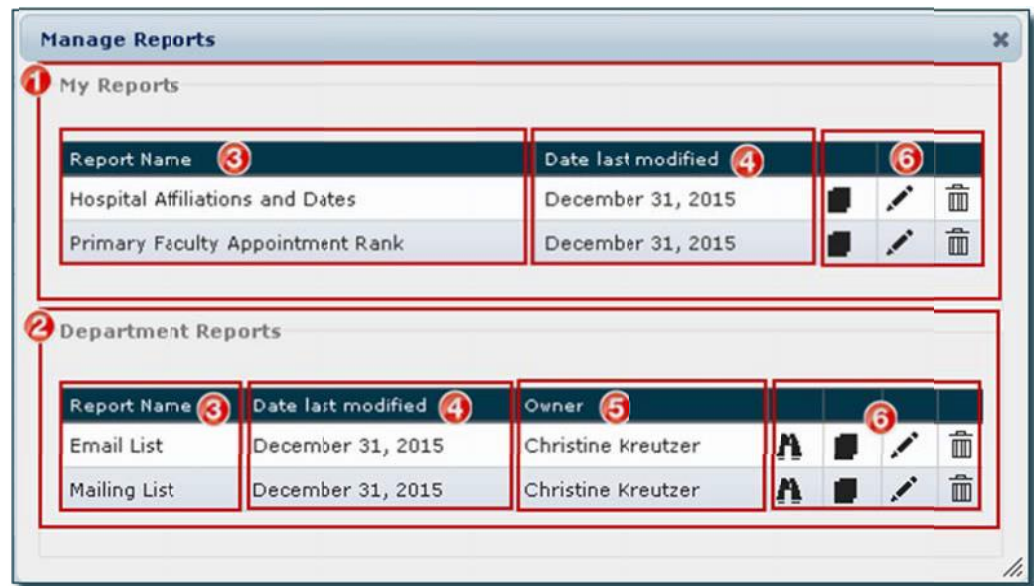 Manage Reports
1 My Reports
Report Name 3 Date last modified 4 6
Hospital Affiliations and Dates December 31, 2015
Primary Faculty Appointment Rank December 31, 2015
2 Department Reports
Report Name 3 Date last modified 4 Owner 5 6
Email List December 31, 2015 Christine Kreutzer
Mailing List December 31, 2015 Christine Kreutzer